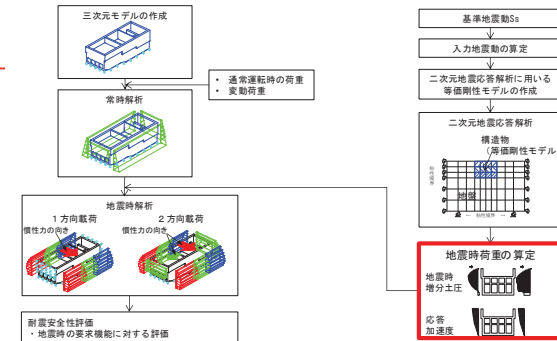 三次元モデルの作成
・ 通常運転時の荷重
・ 変動荷重
常時解析
地震時解析
1方向載荷
慣性力の向き
2方向載荷
慣性力の向き
耐震安全性評価
・地震時の要求機能に対する評価
基準地震動Ss
入力地震動の算定
二次元地震応答解析に用いる
等価剛性モデルの作成
二次元地震応答解析
構造物
(等価剛性モデル
粘性境界
地盤
粘性境界
地震時荷重の算定
地震時
増分土圧
応答
加速度